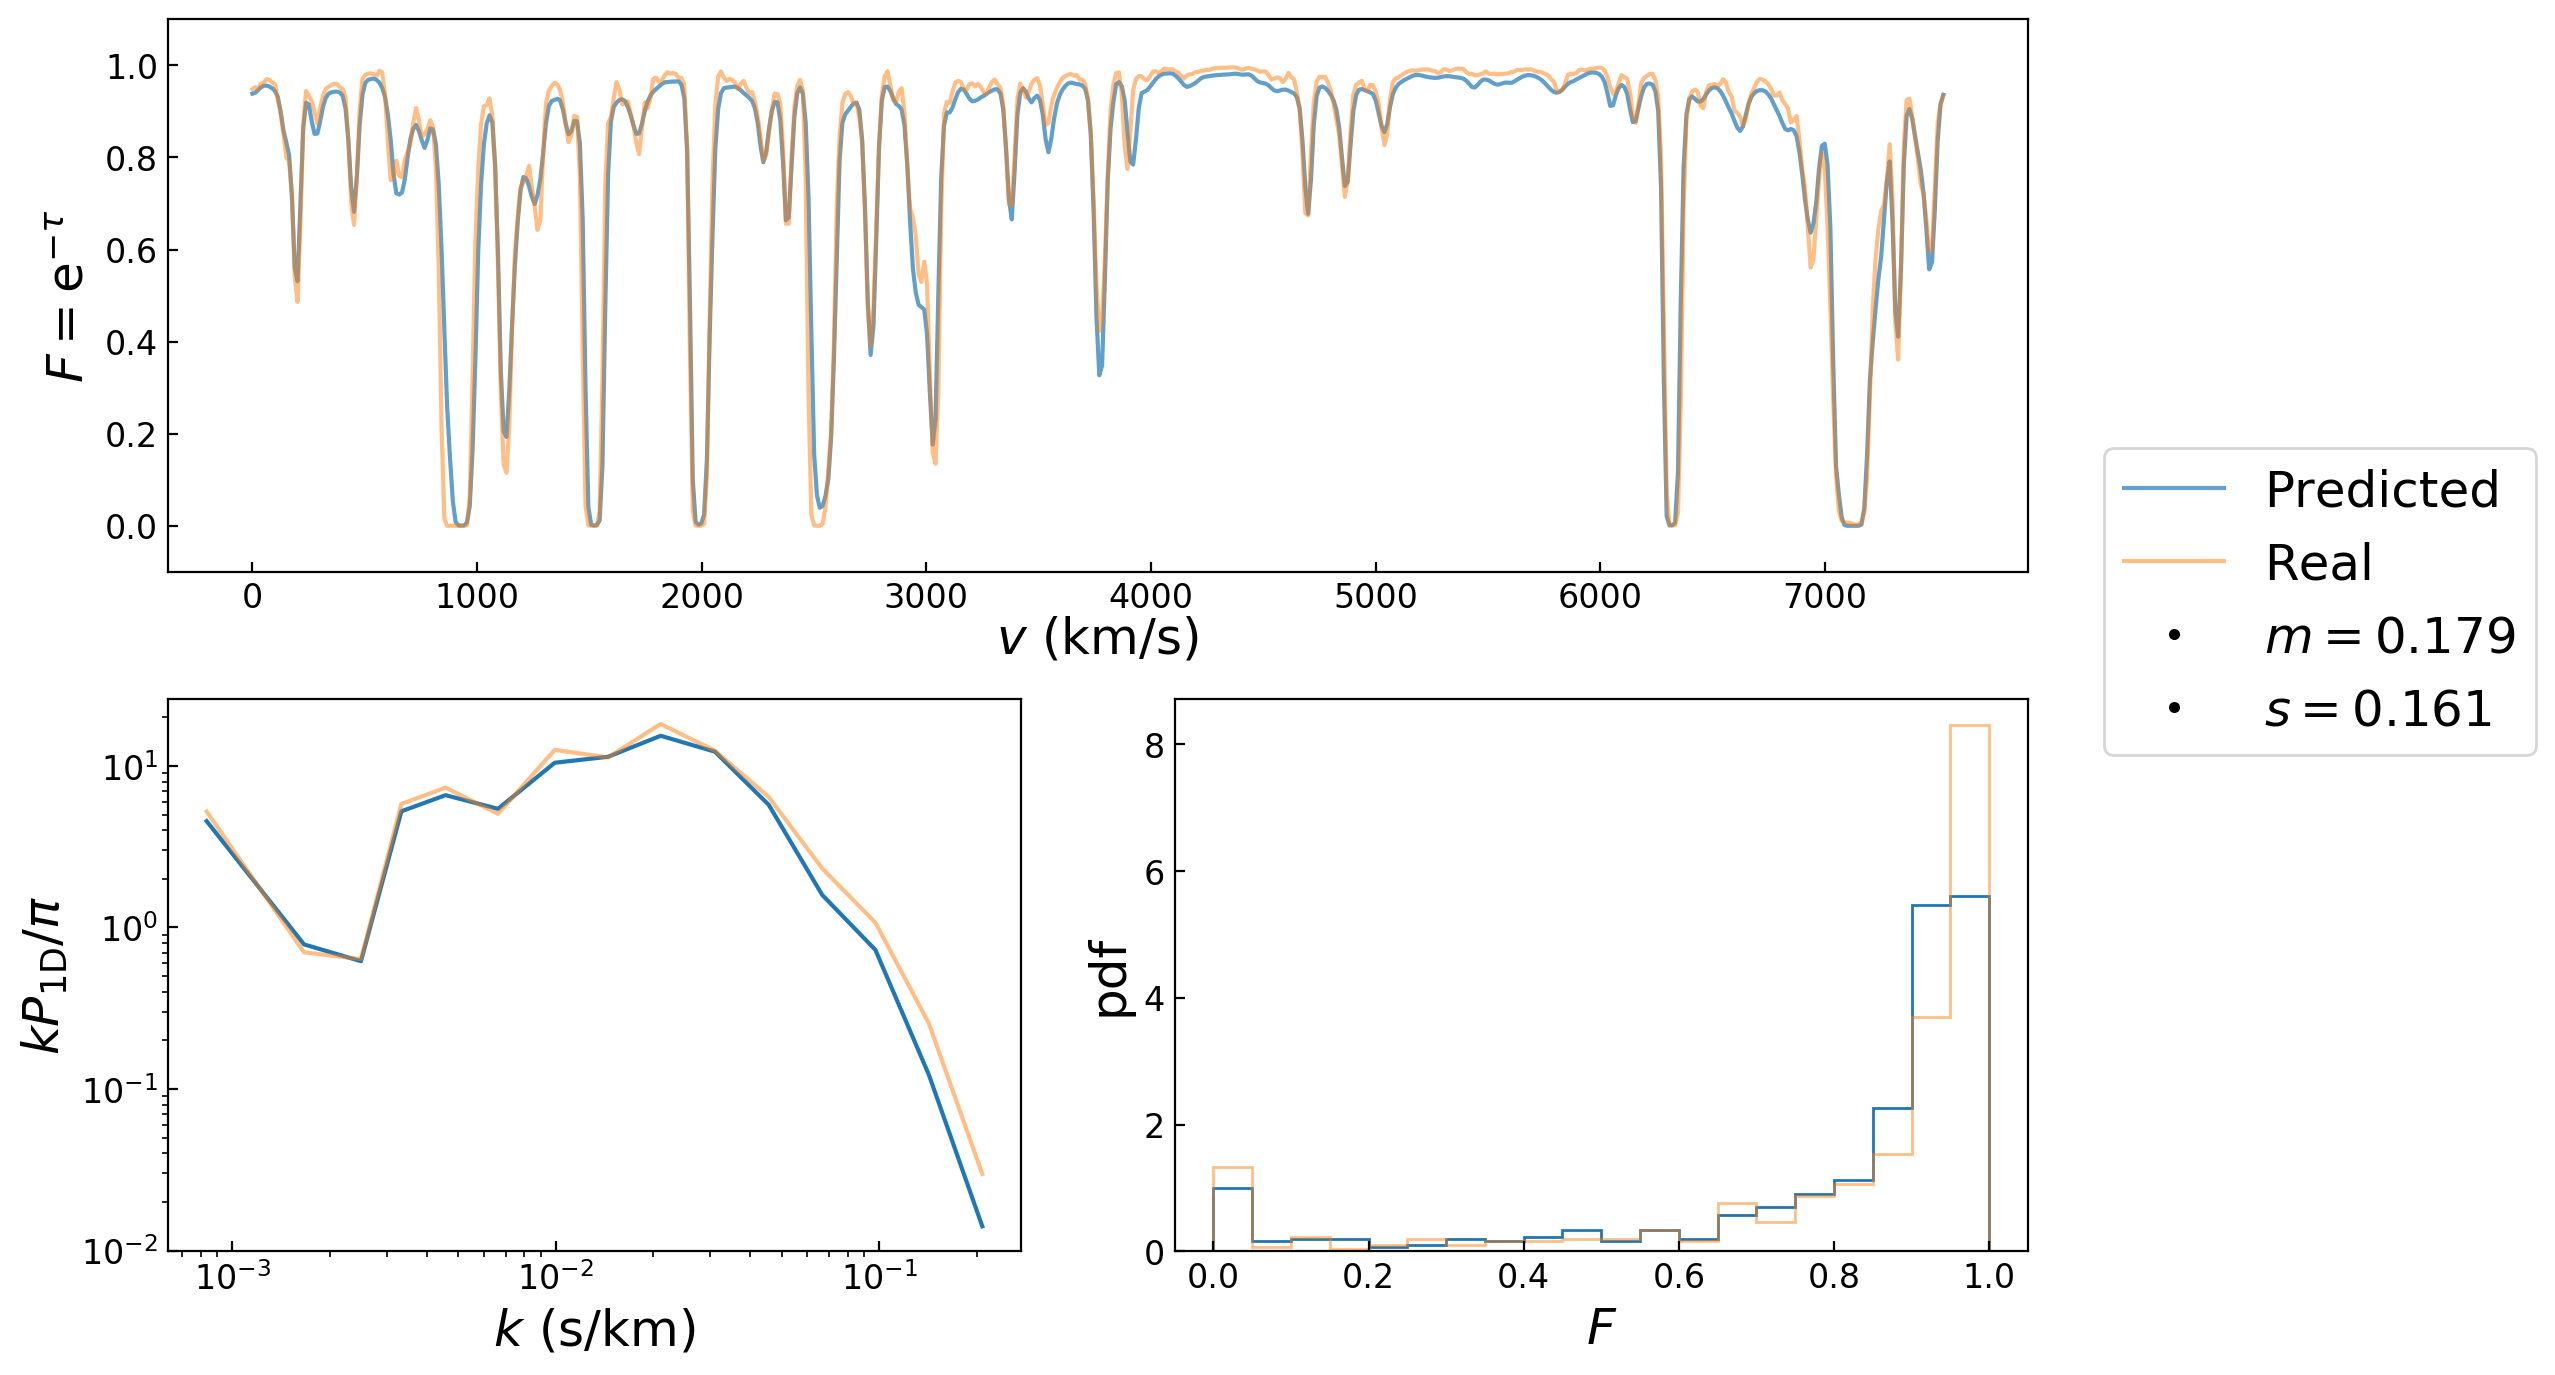 F = e^{-τ}
1.0
0.8
0.6
0.4
0.2
0.0
0 1000 2000 3000 4000 5000 6000 7000
v (km/s)
Predicted
Real
m = 0.179
s = 0.161
kP_{1D}/π
10^1
10^0
10^{-1}
10^{-2}
10^{-3} 10^{-2} 10^{-1}
k (s/km)
pdf
8
6
4
2
0
0.0 0.2 0.4 0.6 0.8 1.0
F